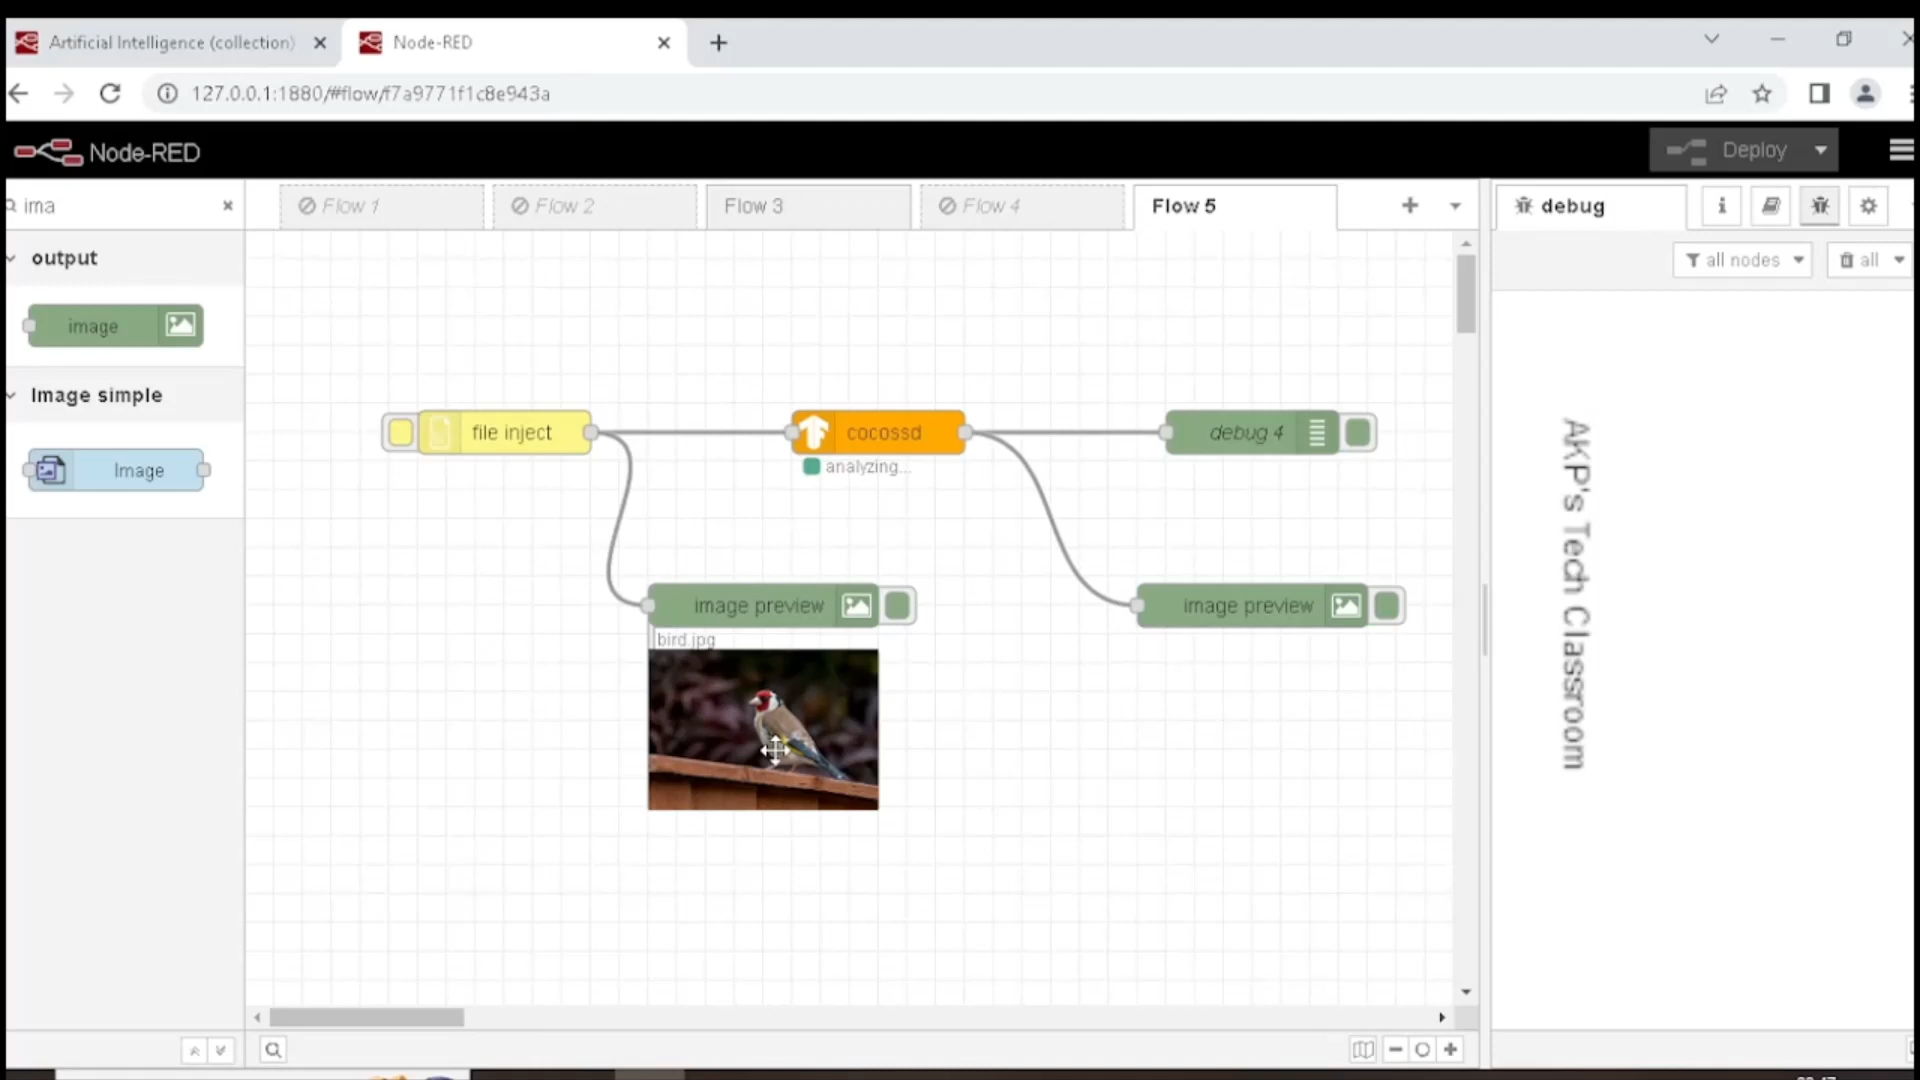 Artificial Intelligence (collection)
Node-RED
127.0.0.1:1880/#flow/f7a9771f1c8e943a
Node-RED
Deploy
ima
Flow 1
Flow 2
Flow 3
Flow 4
Flow 5
debug
all nodes
all
output
image
Image simple
Image
file inject
cocossd
analyzing...
debug 4
image preview
bird.jpg
image preview
AKP's Tech Classroom